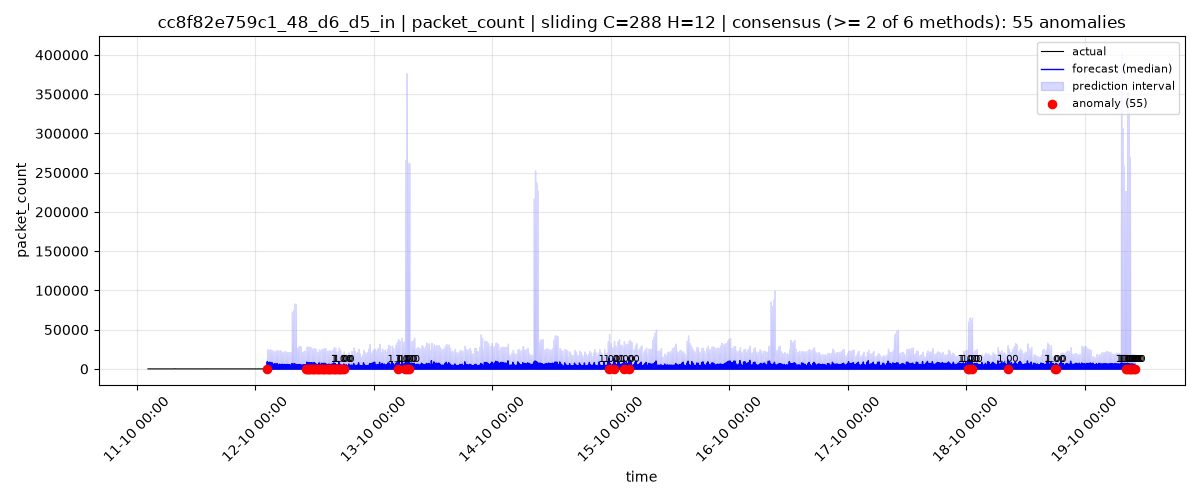 cc8f82e759c1_48_d6_d5_in | packet_count | sliding C=288 H=12 | consensus (>= 2 of 6 methods): 55 anomalies
actual
forecast (median)
prediction interval
anomaly (55)
packet_count
400000
350000
300000
250000
200000
150000
100000
50000
0
1.00
1.00
11-10 00:00
12-10 00:00
13-10 00:00
14-10 00:00
15-10 00:00
16-10 00:00
17-10 00:00
18-10 00:00
19-10 00:00
time